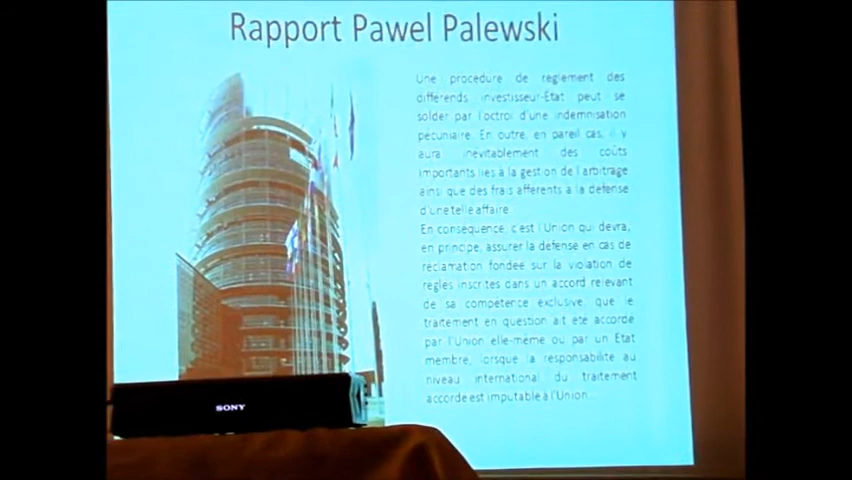 Rapport Pawel Palewski
Une procédure de règlement des
différends investisseur-Etat peut se
solder par l'octroi d'une indemnisation
pécuniaire. En outre, en pareil cas, il y
aura inévitablement des coûts
importants liés à la gestion de l'arbitrage
ainsi que des frais afférents à la défense
d'une telle affaire.
En conséquence, c'est l'Union qui devra,
en principe, assurer la défense en cas de
réclamation fondée sur la violation de
règles inscrites dans un accord relevant
de sa compétence exclusive, que le
traitement en question ait été accordé
par l'Union elle-même ou par un Etat
membre, lorsque la responsabilité au
niveau international du traitement
accordé est imputable à l'Union...
SONY